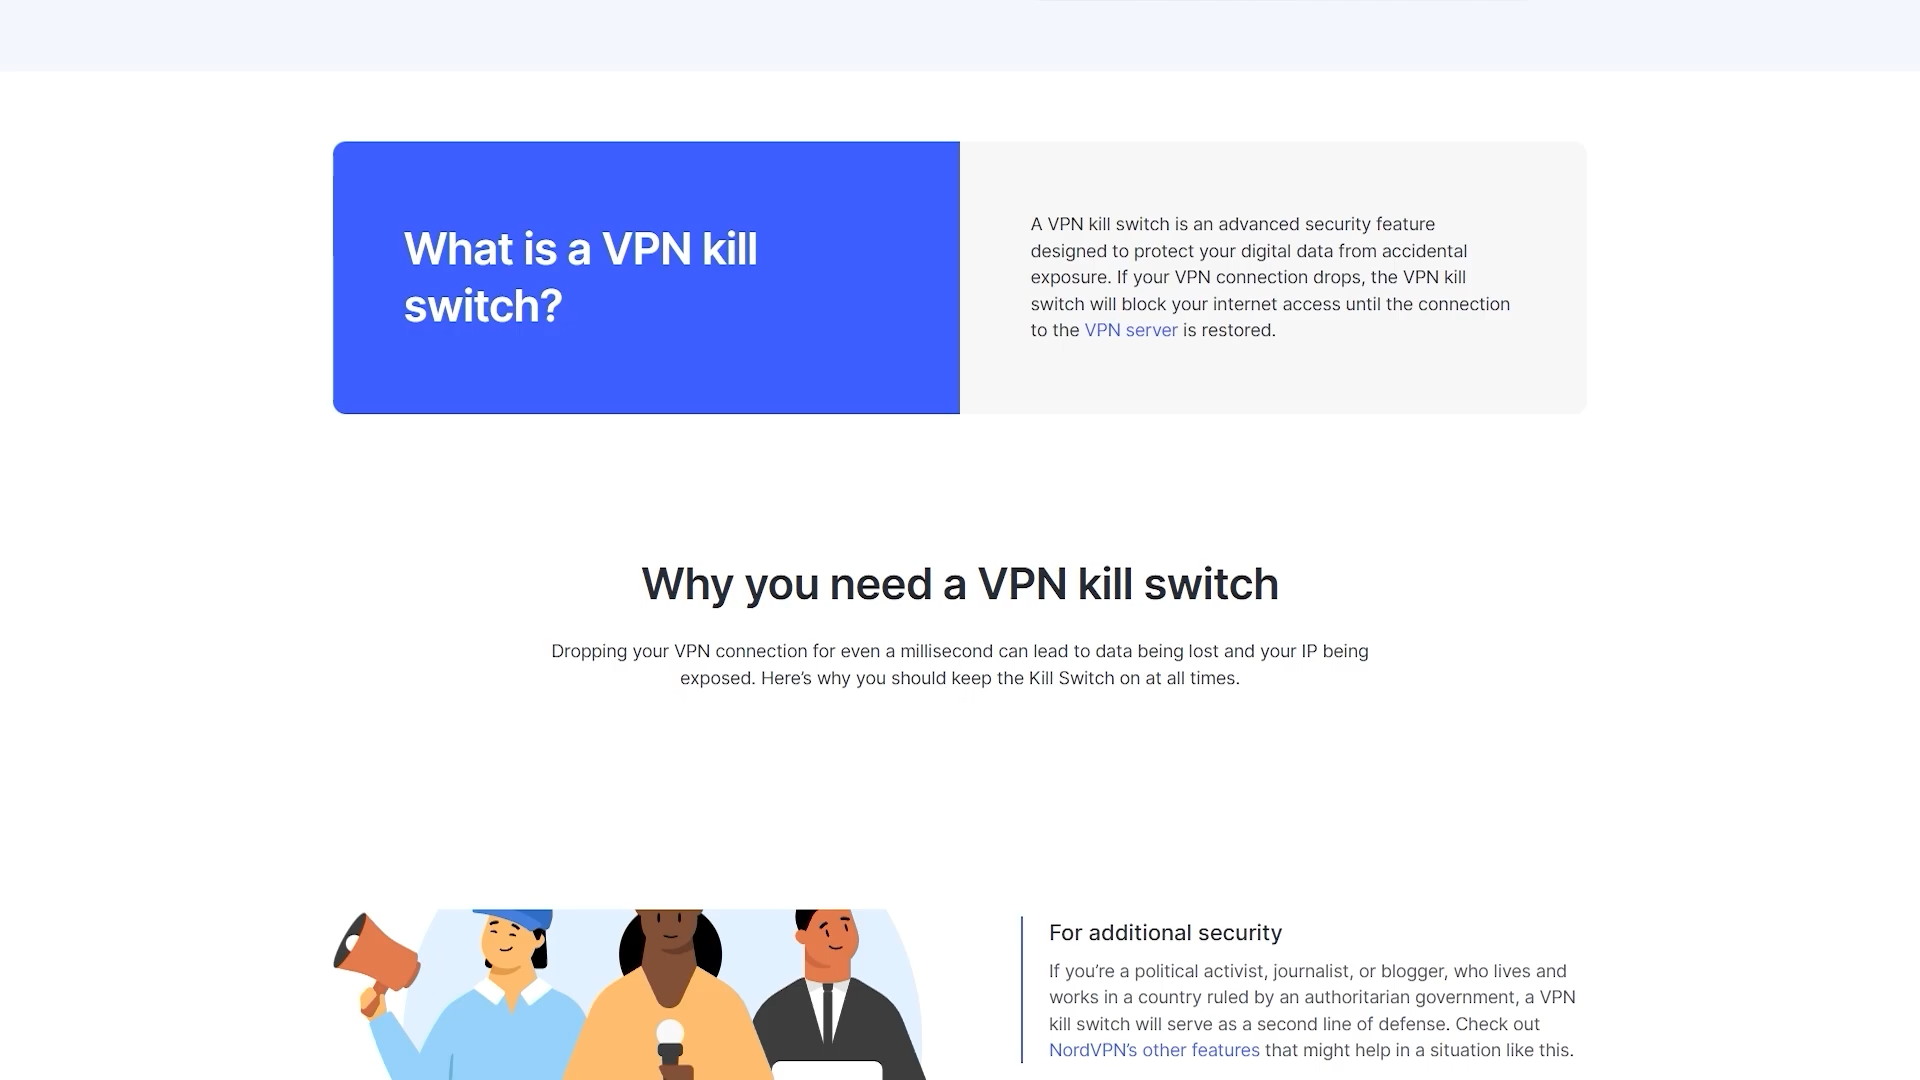 What is a VPN kill
switch?
A VPN kill switch is an advanced security feature
designed to protect your digital data from accidental
exposure. If your VPN connection drops, the VPN kill
switch will block your internet access until the connection
to the VPN server is restored.
Why you need a VPN kill switch
Dropping your VPN connection for even a millisecond can lead to data being lost and your IP being
exposed. Here’s why you should keep the Kill Switch on at all times.
For additional security
If you’re a political activist, journalist, or blogger, who lives and
works in a country ruled by an authoritarian government, a VPN
kill switch will serve as a second line of defense. Check out
NordVPN’s other features that might help in a situation like this.